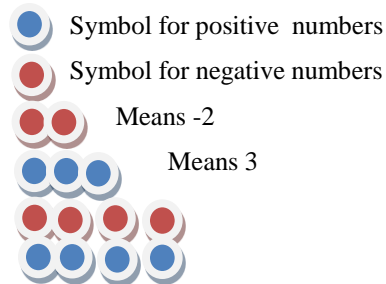 Symbol for positive numbers
Symbol for negative numbers
Means -2
Means 3